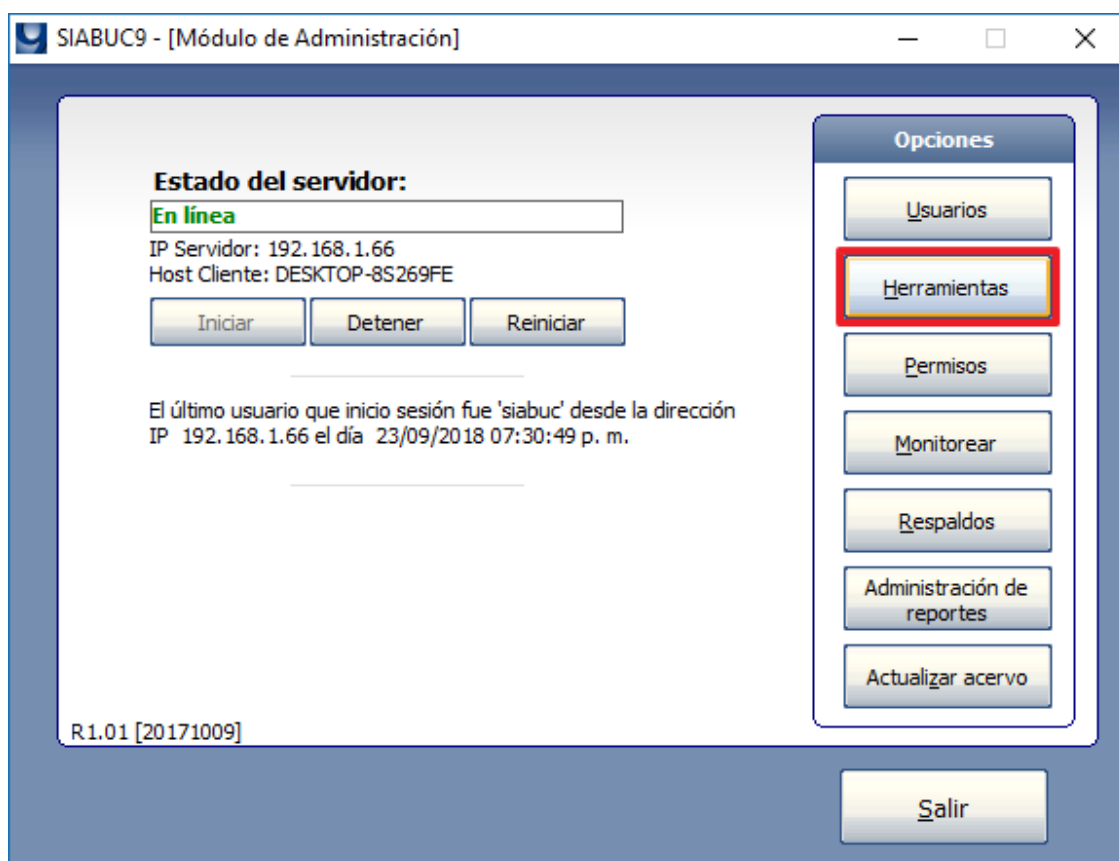 SIABUC9 - [Módulo de Administración]
Estado del servidor:
En línea
IP Servidor: 192.168.1.66
Host Cliente: DESKTOP-8S269FE
Iniciar
Detener
Reiniciar
El último usuario que inicio sesión fue 'siabuc' desde la dirección
IP 192.168.1.66 el día 23/09/2018 07:30:49 p. m.
R1.01 [20171009]
Opciones
Usuarios
Herramientas
Permisos
Monitorear
Respaldos
Administración de
reportes
Actualizar acervo
Salir